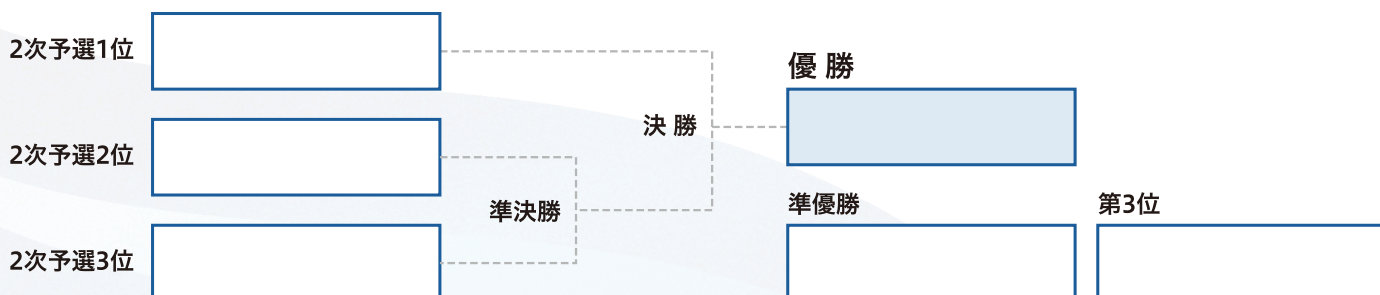 2次予選1位
優 勝
決 勝
2次予選2位
準決勝
準優勝
第3位
2次予選3位